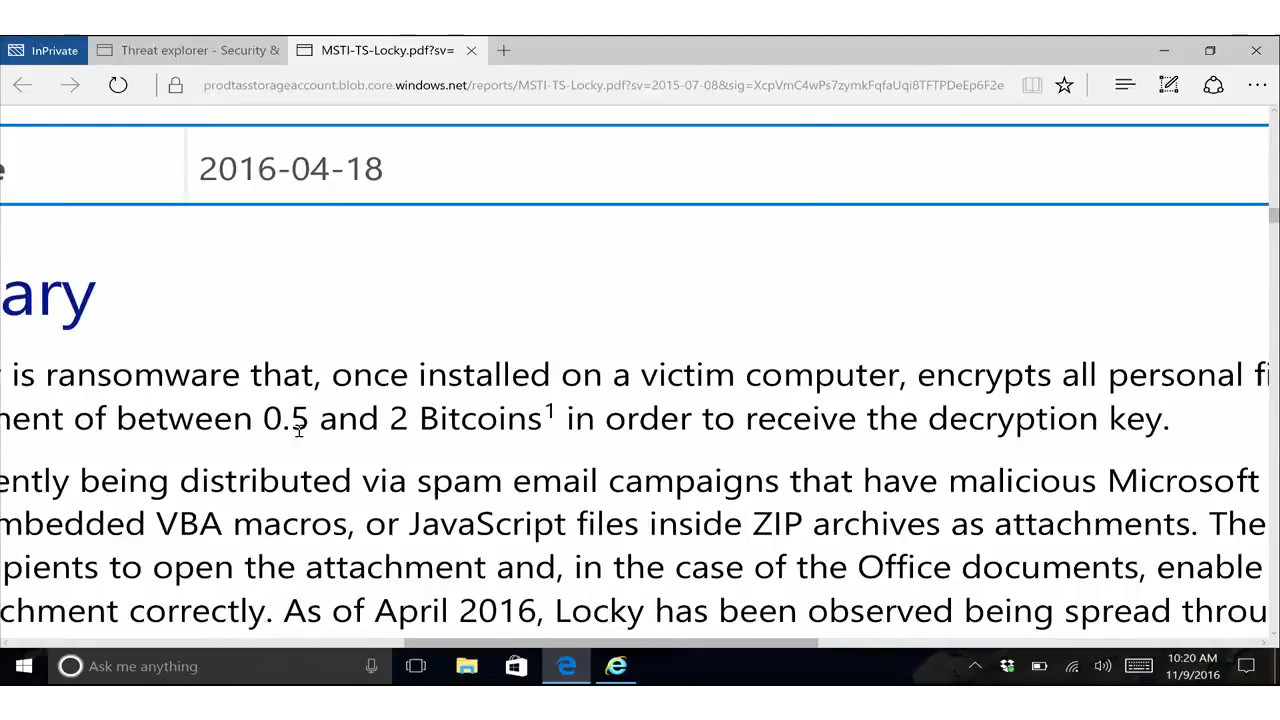 InPrivate
Threat explorer - Security &
MSTI-TS-Locky.pdf?sv=
prodtasstorageaccount.blob.core.windows.net/reports/MSTI-TS-Locky.pdf?sv=2015-07-08&sig=XcpVmC4wPs7zymkFqfaUqi8TFTPDeEp6F2e
e
2016-04-18
ary
is ransomware that, once installed on a victim computer, encrypts all personal fi
ment of between 0.5 and 2 Bitcoins¹ in order to receive the decryption key.
ently being distributed via spam email campaigns that have malicious Microsoft
mbedded VBA macros, or JavaScript files inside ZIP archives as attachments. The
pients to open the attachment and, in the case of the Office documents, enable
chment correctly. As of April 2016, Locky has been observed being spread throu
Ask me anything
10:20 AM
11/9/2016